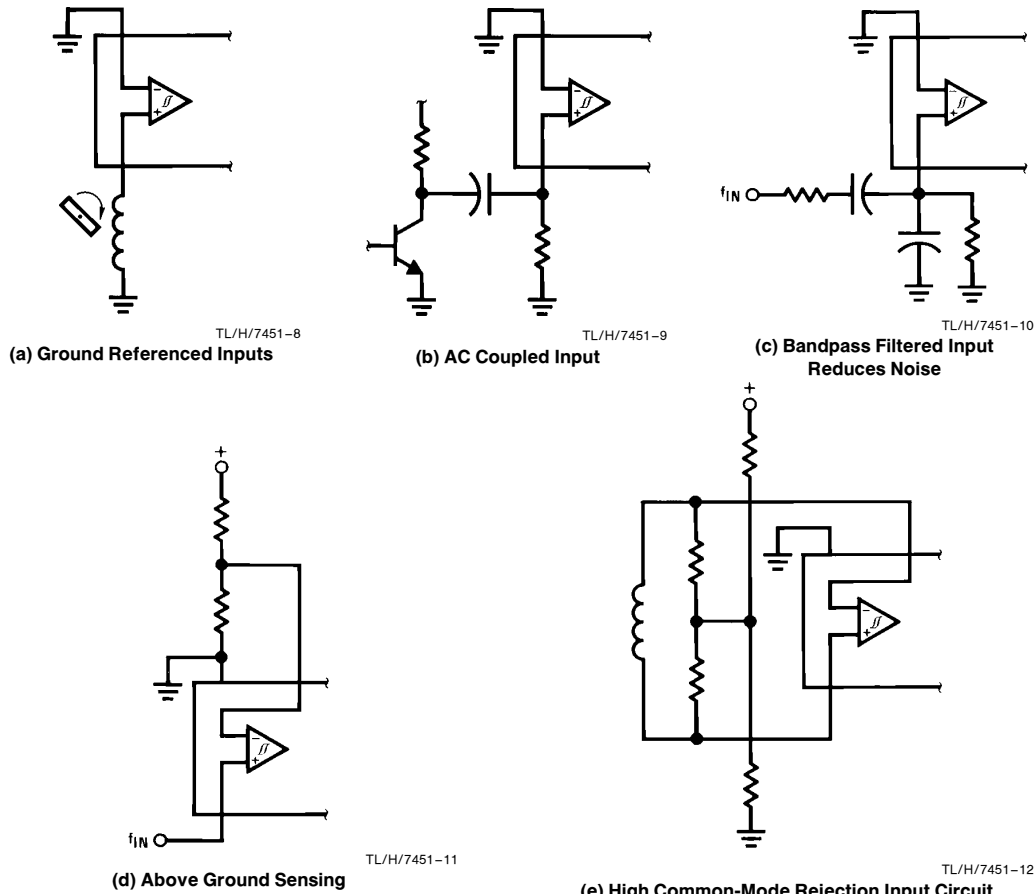 TL/H/7451–8
(a) Ground Referenced Inputs
TL/H/7451–9
(b) AC Coupled Input
fIN
TL/H/7451–10
(c) Bandpass Filtered Input
Reduces Noise
+
fIN
TL/H/7451–11
(d) Above Ground Sensing
+
TL/H/7451–12
(e) High Common-Mode Rejection Input Circuit
−
+
−
+
−
+
−
+
−
+